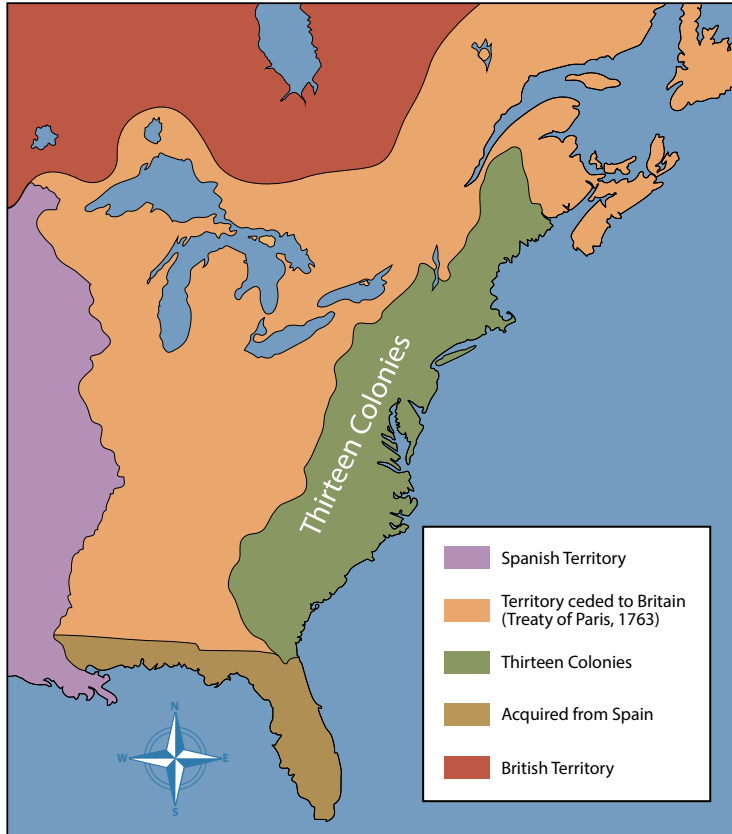 Thirteen Colonies
Spanish Territory
Territory ceded to Britain
(Treaty of Paris, 1763)
Thirteen Colonies
Acquired from Spain
British Territory
N
W E
S